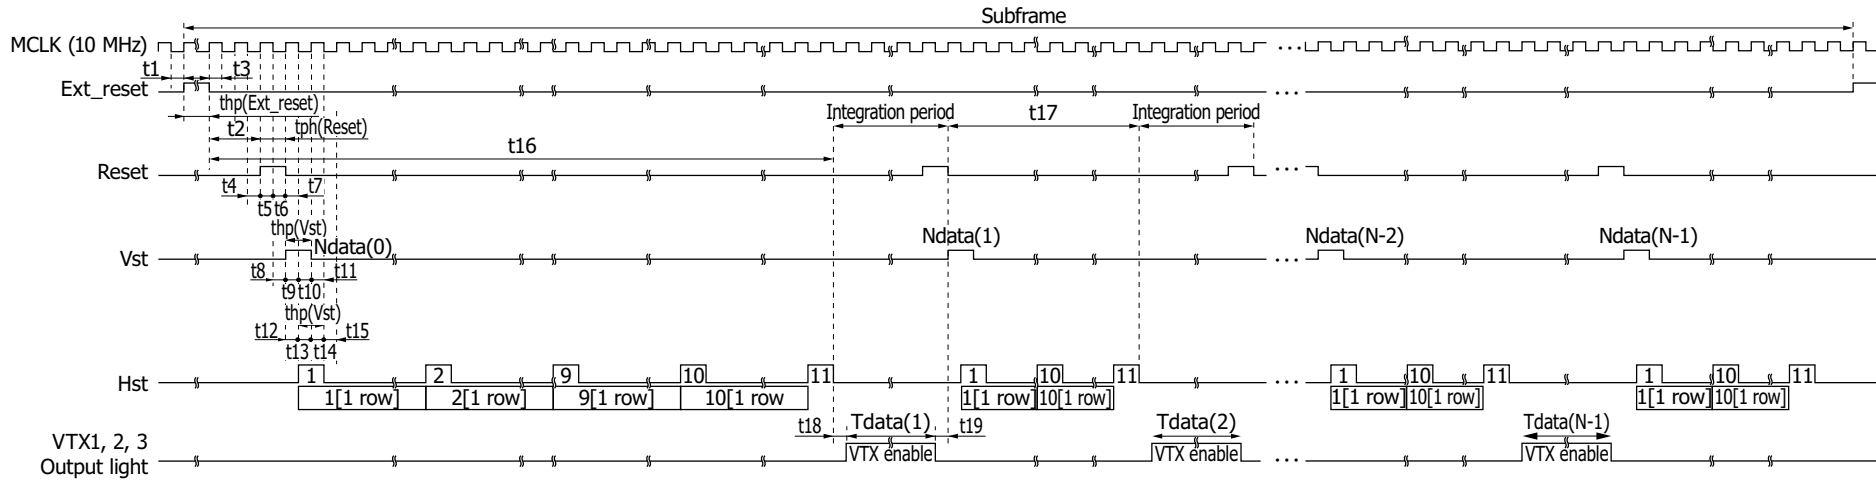 Subframe
MCLK (10 MHz)
t1 t3
Ext_reset
thp(Ext_reset)
Integration period t17 Integration period
t2 tph(Reset)
t16
Reset
t4 t7
t5 t6
thp(Vst)
Ndata(0) Ndata(1) Ndata(N-2) Ndata(N-1)
Vst
t8 t11
t9 t10
thp(Vst)
t12 t15
t13 t14
Hst 1 2 9 10 11 1 10 11 1 10 11 1 10 11
1[1 row] 2[1 row] 9[1 row] 10[1 row 1[1 row] 10[1 row] 1[1 row] 10[1 row] 1[1 row] 10[1 row]
t18 Tdata(1) t19 Tdata(2) Tdata(N-1)
VTX1, 2, 3
Output light
VTX enable VTX enable VTX enable